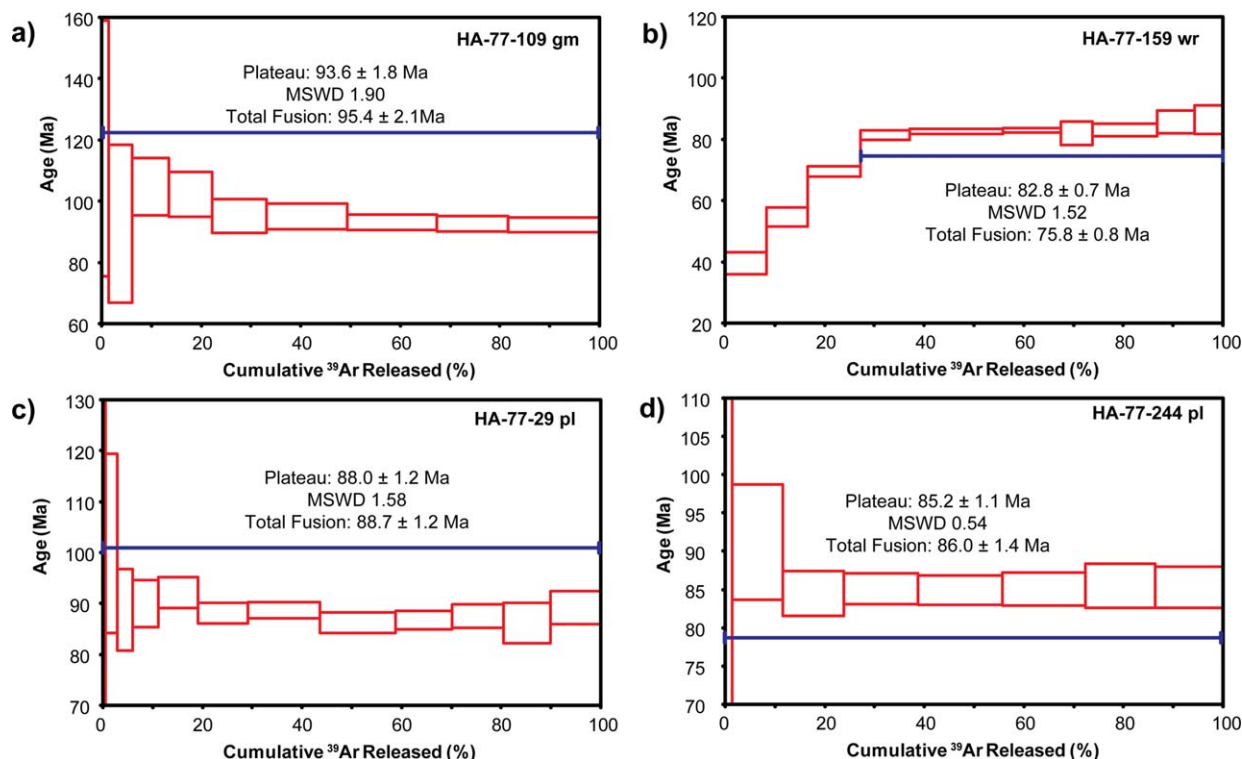 a)
HA-77-109 gm
Plateau: 93.6 ± 1.8 Ma
MSWD 1.90
Total Fusion: 95.4 ± 2.1Ma
Age (Ma)
160
140
120
100
80
60
0 20 40 60 80 100
Cumulative ³⁹Ar Released (%)
b)
HA-77-159 wr
Plateau: 82.8 ± 0.7 Ma
MSWD 1.52
Total Fusion: 75.8 ± 0.8 Ma
Age (Ma)
120
100
80
60
40
20
0 20 40 60 80 100
Cumulative ³⁹Ar Released (%)
c)
HA-77-29 pl
Plateau: 88.0 ± 1.2 Ma
MSWD 1.58
Total Fusion: 88.7 ± 1.2 Ma
Age (Ma)
130
120
110
100
90
80
70
0 20 40 60 80 100
Cumulative ³⁹Ar Released (%)
d)
HA-77-244 pl
Plateau: 85.2 ± 1.1 Ma
MSWD 0.54
Total Fusion: 86.0 ± 1.4 Ma
Age (Ma)
110
105
100
95
90
85
80
75
70
0 20 40 60 80 100
Cumulative ³⁹Ar Released (%)